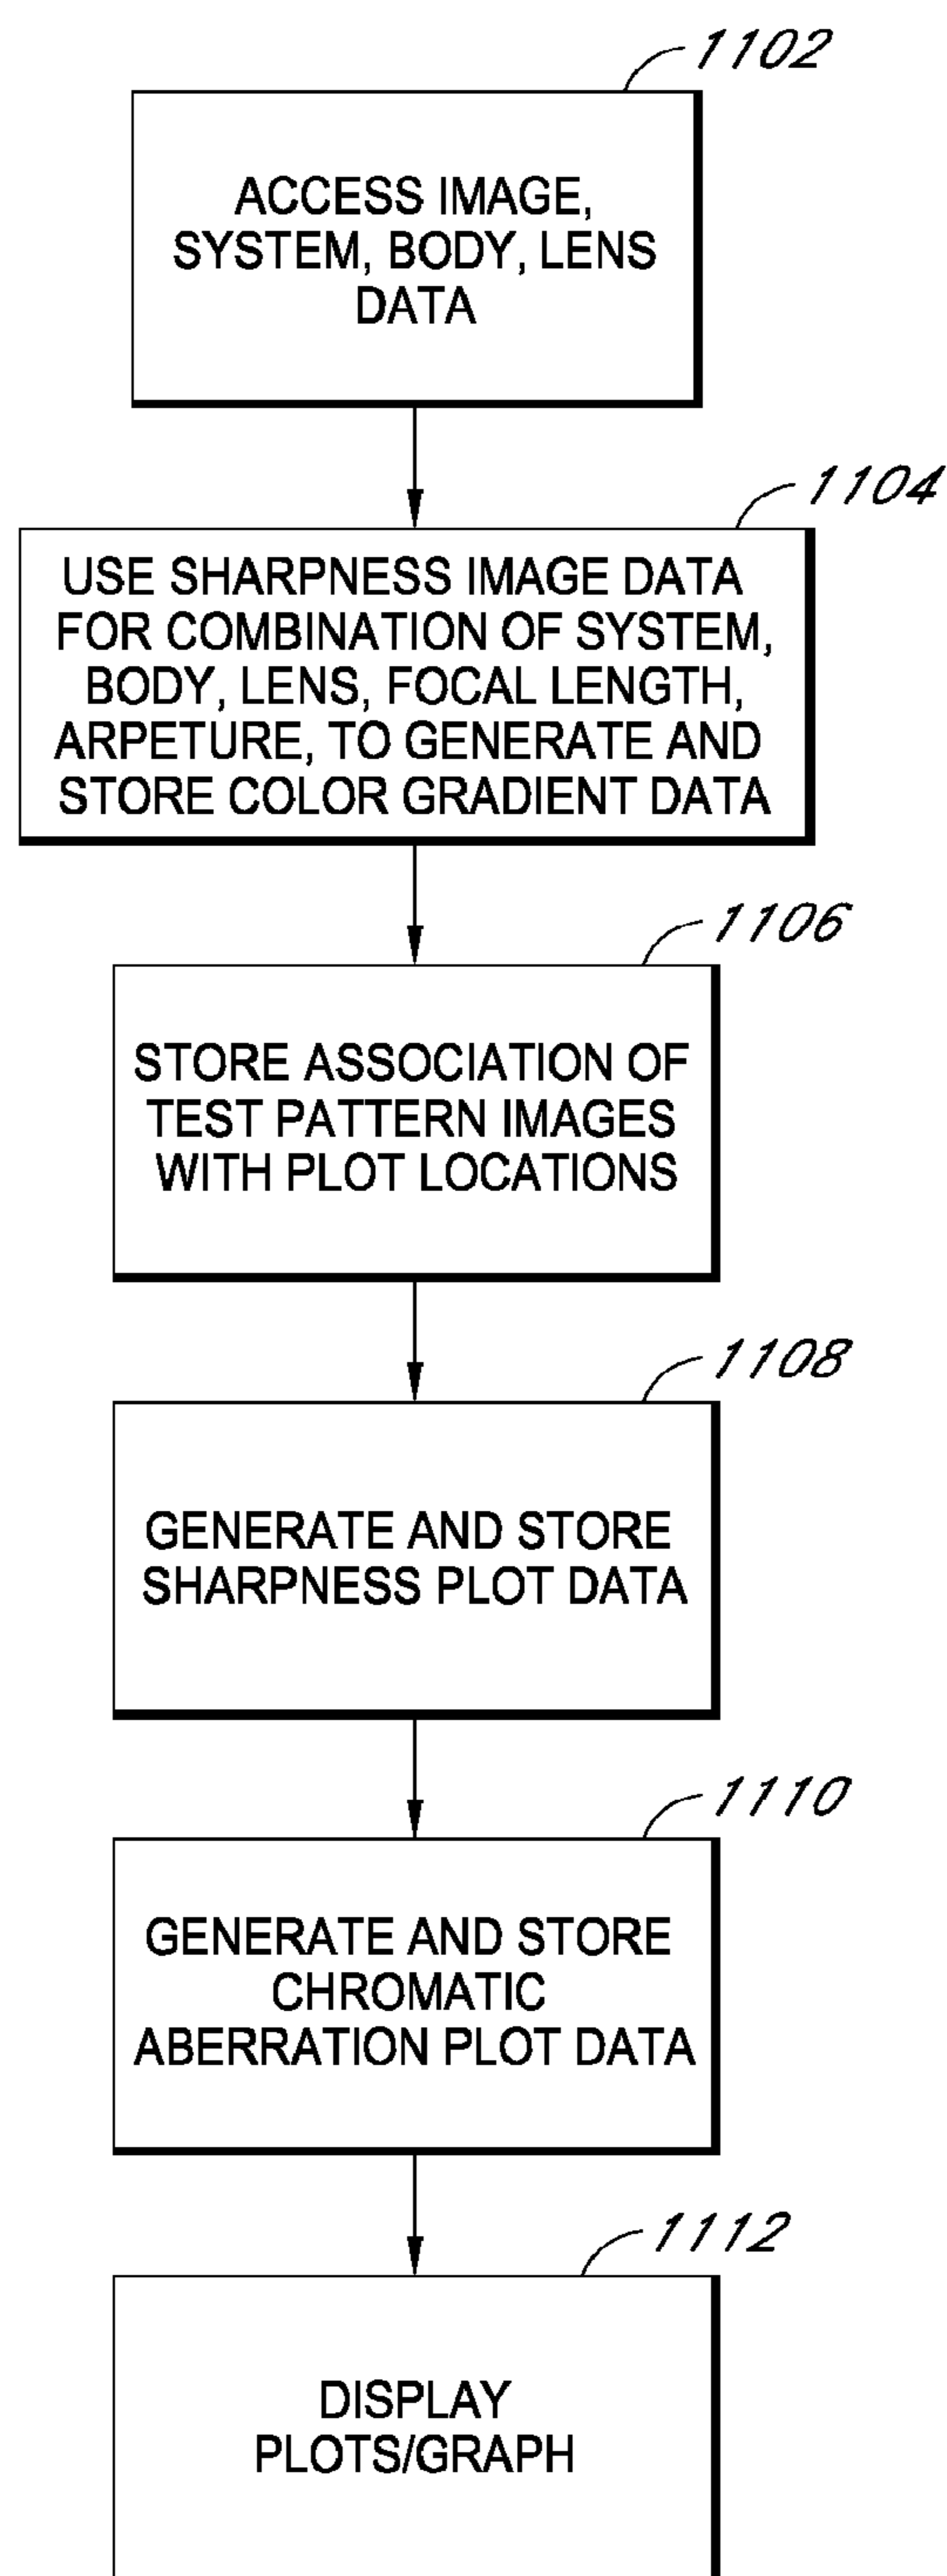 1102
ACCESS IMAGE,
SYSTEM, BODY, LENS
DATA
1104
USE SHARPNESS IMAGE DATA
FOR COMBINATION OF SYSTEM,
BODY, LENS, FOCAL LENGTH,
ARPETURE, TO GENERATE AND
STORE COLOR GRADIENT DATA
1106
STORE ASSOCIATION OF
TEST PATTERN IMAGES
WITH PLOT LOCATIONS
1108
GENERATE AND STORE
SHARPNESS PLOT DATA
1110
GENERATE AND STORE
CHROMATIC
ABERRATION PLOT DATA
1112
DISPLAY
PLOTS/GRAPH